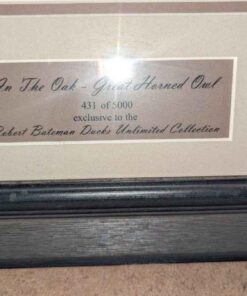 In The Oak - Great Horned Owl
431 of 5000
exclusive to the
Robert Bateman Ducks Unlimited Collection